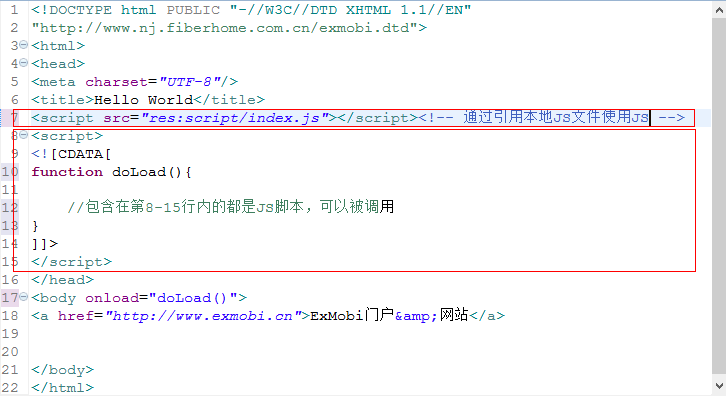 1 <!DOCTYPE html PUBLIC "-//W3C//DTD XHTML 1.1//EN"
2 "http://www.nj.fiberhome.com.cn/exmobi.dtd">
3 <html>
4 <head>
5 <meta charset="UTF-8"/>
6 <title>Hello World</title>
7 <script src="res:script/index.js"></script><!-- 通过引用本地JS文件使用JS -->
8 <script>
9 <![CDATA[
10 function doLoad(){
11
12 //包含在第8-15行内的都是JS脚本，可以被调用
13 }
14 ]]>
15 </script>
16 </head>
17 <body onload="doLoad()">
18 <a href="http://www.exmobi.cn">ExMobi门户&amp;网站</a>
19
20
21 </body>
22 </html>